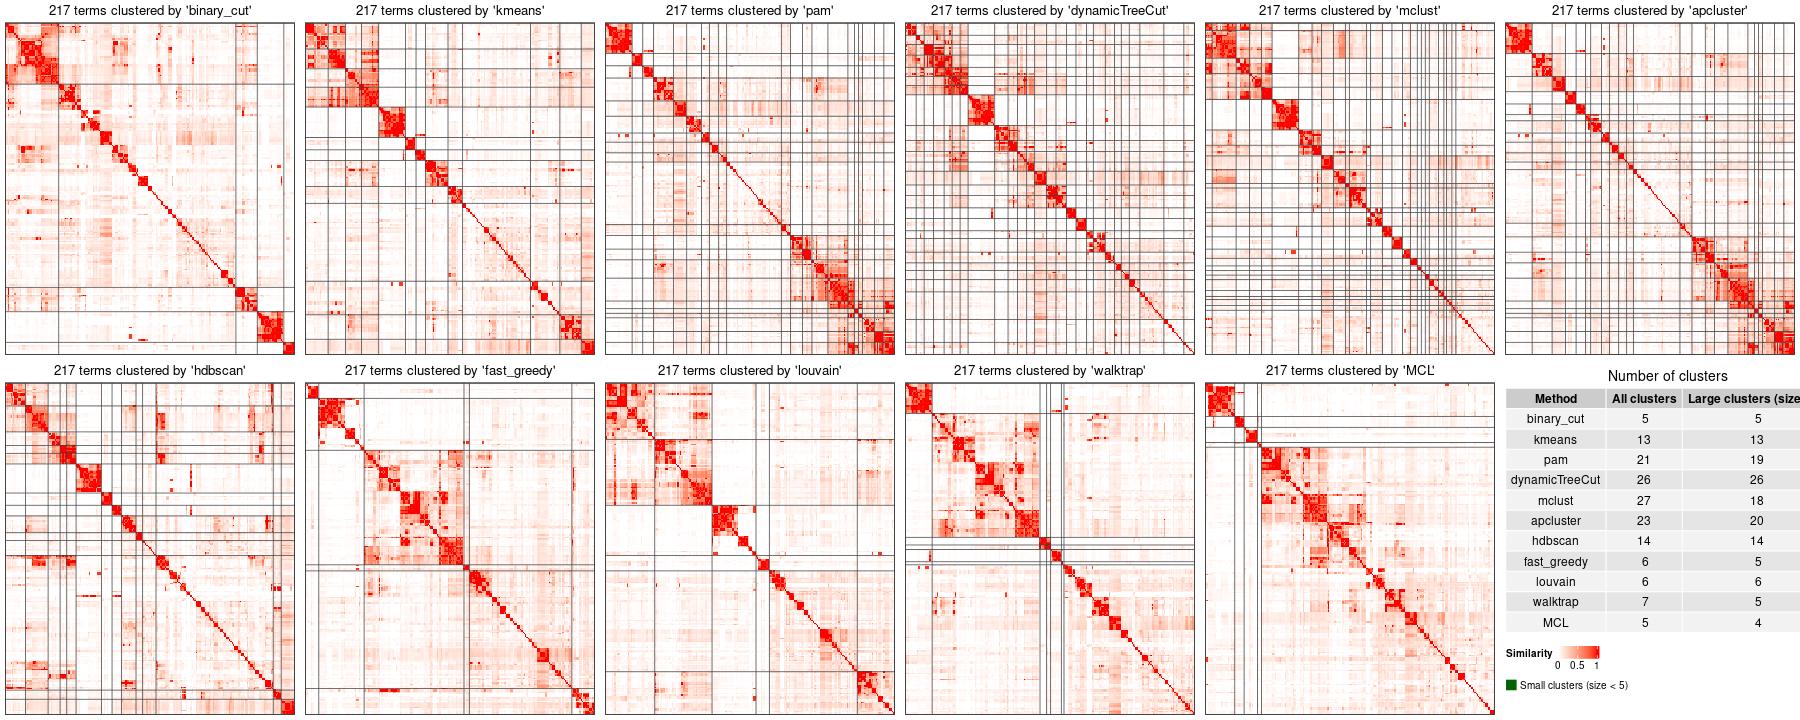 217 terms clustered by 'binary_cut'
217 terms clustered by 'kmeans'
217 terms clustered by 'pam'
217 terms clustered by 'dynamicTreeCut'
217 terms clustered by 'mclust'
217 terms clustered by 'apcluster'
217 terms clustered by 'hdbscan'
217 terms clustered by 'fast_greedy'
217 terms clustered by 'louvain'
217 terms clustered by 'walktrap'
217 terms clustered by 'MCL'
Number of clusters
Method All clusters Large clusters (size
binary_cut 5 5
kmeans 13 13
pam 21 19
dynamicTreeCut 26 26
mclust 27 18
apcluster 23 20
hdbscan 14 14
fast_greedy 6 5
louvain 6 6
walktrap 7 5
MCL 5 4
Similarity
0 0.5 1
Small clusters (size < 5)